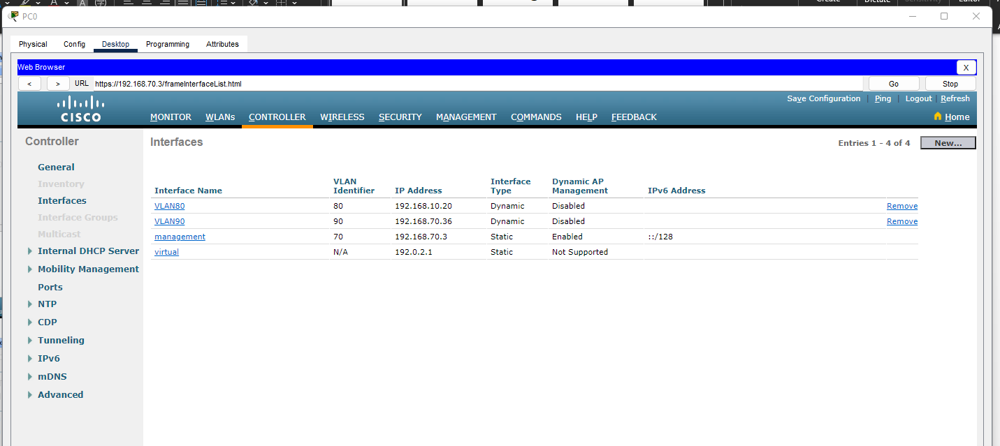 Create Dictate Sensitivity Editor
PC0
Physical Config Desktop Programming Attributes
Web Browser X
< > URL https://192.168.70.3/frameInterfaceList.html Go Stop
Save Configuration Ping Logout Refresh
CISCO MONITOR WLANs CONTROLLER WIRELESS SECURITY MANAGEMENT COMMANDS HELP FEEDBACK Home
Controller
General
Inventory
Interfaces
Interface Groups
Multicast
Internal DHCP Server
Mobility Management
Ports
NTP
CDP
Tunneling
IPv6
mDNS
Advanced
Interfaces Entries 1 - 4 of 4 New...
Interface Name VLAN Identifier IP Address Interface Type Dynamic AP Management IPv6 Address
VLAN80 80 192.168.10.20 Dynamic Disabled Remove
VLAN90 90 192.168.70.36 Dynamic Disabled Remove
management 70 192.168.70.3 Static Enabled ::/128
virtual N/A 192.0.2.1 Static Not Supported